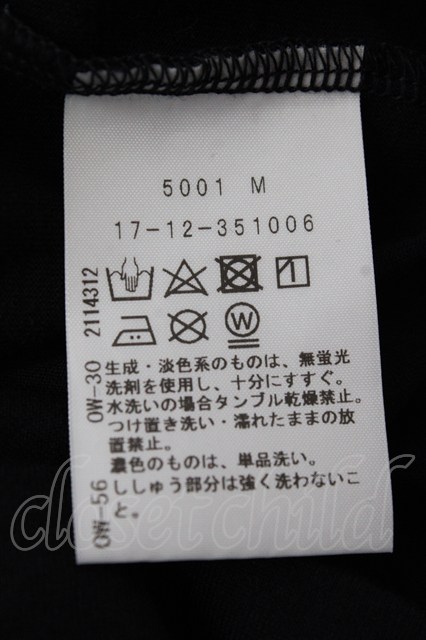 5001 M
17-12-351006
2114312
W
OW-30
生成・淡色系のものは、無蛍光
洗剤を使用し、十分にすすぐ。
水洗いの場合タンブル乾燥禁止。
つけ置き洗い・濡れたままの放
置禁止。
濃色のものは、単品洗い。
OW-56
ししゅう部分は強く洗わないこ
と。
closet child